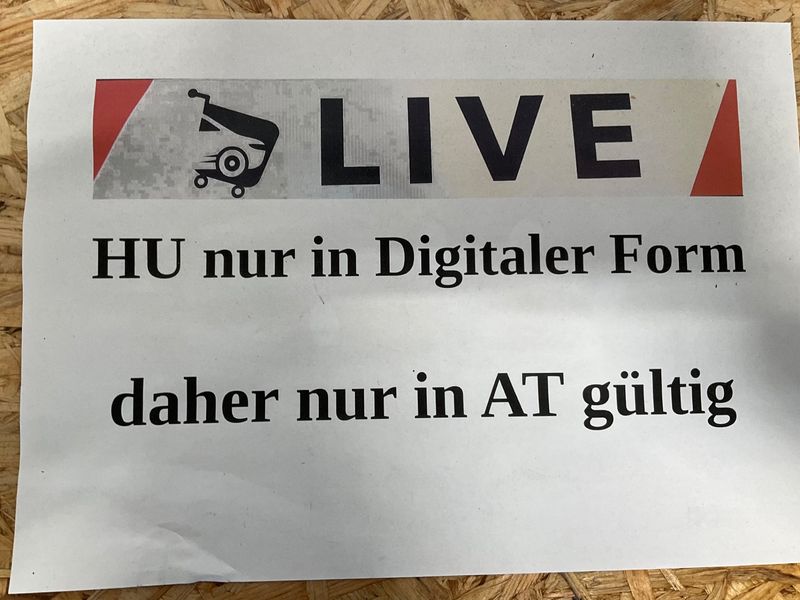 LIVE
HU nur in Digitaler Form
daher nur in AT gültig